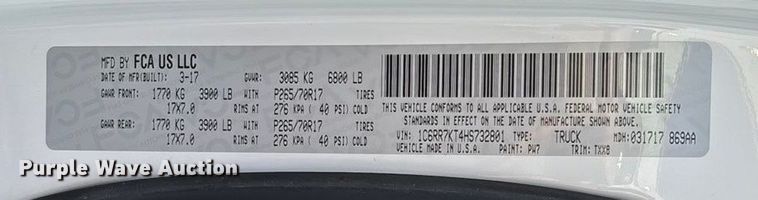 MFD BY FCA US LLC
DATE OF MFR(BUILT): 3-17 GVWR: 3085 KG 6800 LB
GAWR FRONT: 1770 KG 3900 LB P265/70R17 TIRES
17X7.0 RIMS AT 276 KPA ( 40 PSI) COLD
GAWR REAR: 1770 KG 3900 LB P265/70R17 TIRES
17X7.0 RIMS AT 276 KPA ( 40 PSI) COLD
THIS VEHICLE CONFORMS TO ALL APPLICABLE U.S.A. FEDERAL MOTOR VEHICLE SAFETY
STANDARDS IN EFFECT ON THE DATE OF MANUFACTURE SHOWN ABOVE.
VIN: 1C6RR7KT4HS732801 TYPE: TRUCK MDH: 031717 869AA
VEHICLE MADE IN U.S.A. PAINT: PW7 TRIM: TXX8
Purple Wave Auction